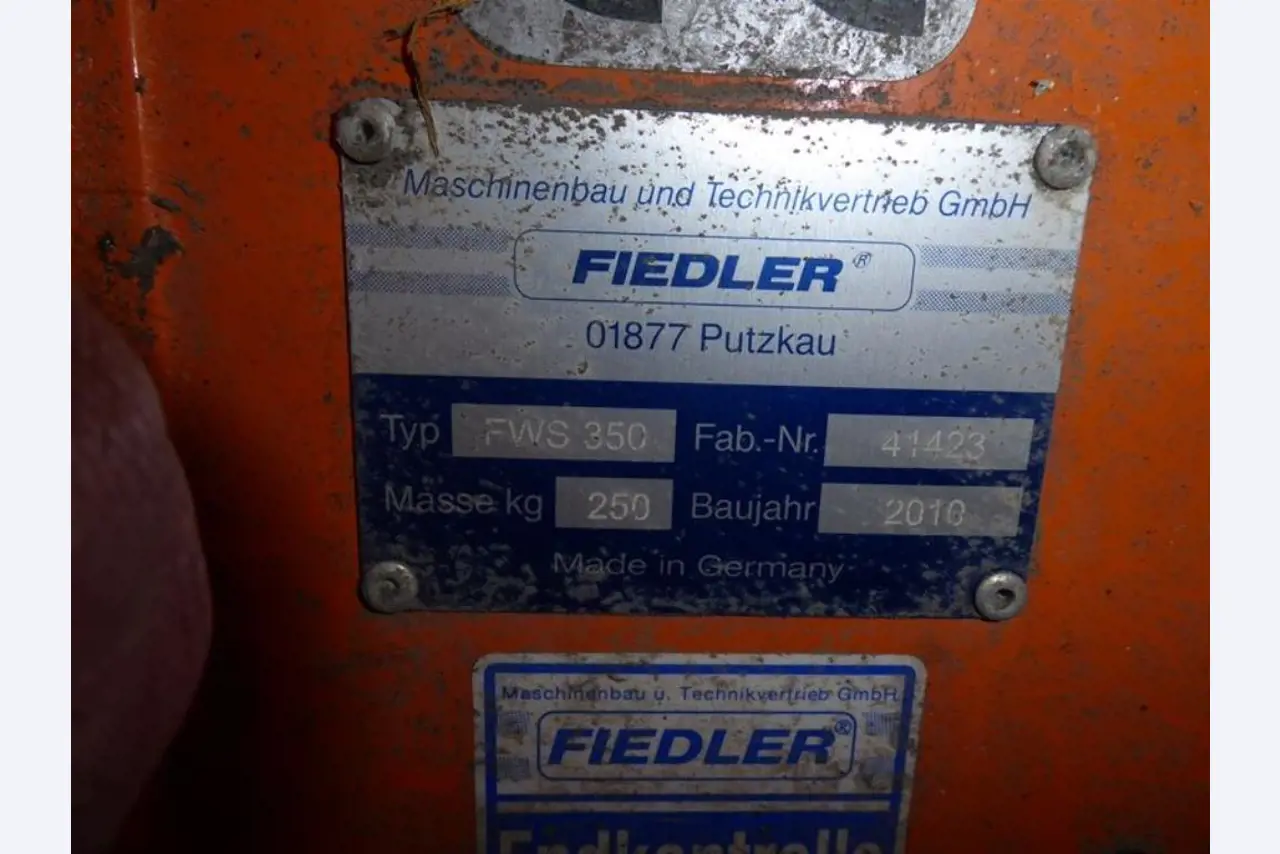 Maschinenbau und Technikvertrieb GmbH
FIEDLER ®
01877 Putzkau
Typ FWS 350 Fab.-Nr. 41423
Masse kg 250 Baujahr 2010
Made in Germany
Maschinenbau u. Technikvertrieb GmbH
FIEDLER ®
Endkontrolle